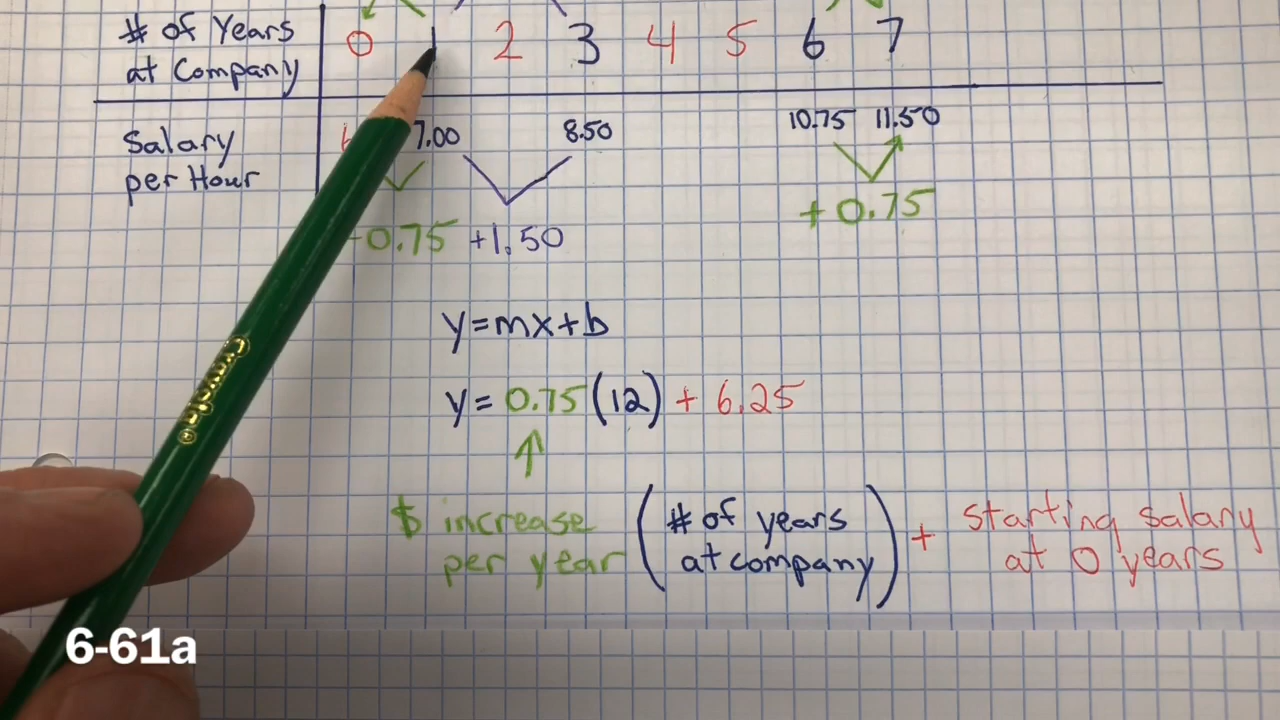 # of Years 0 1 2 3 4 5 6 7
at Company
Salary 7.00 8.50 10.75 11.50
per Hour
+0.75 +1.50 +0.75
y=mx+b
y= 0.75(12) + 6.25
$ increase per year (# of years at company) + starting salary at 0 years
Crayola®
6-61a